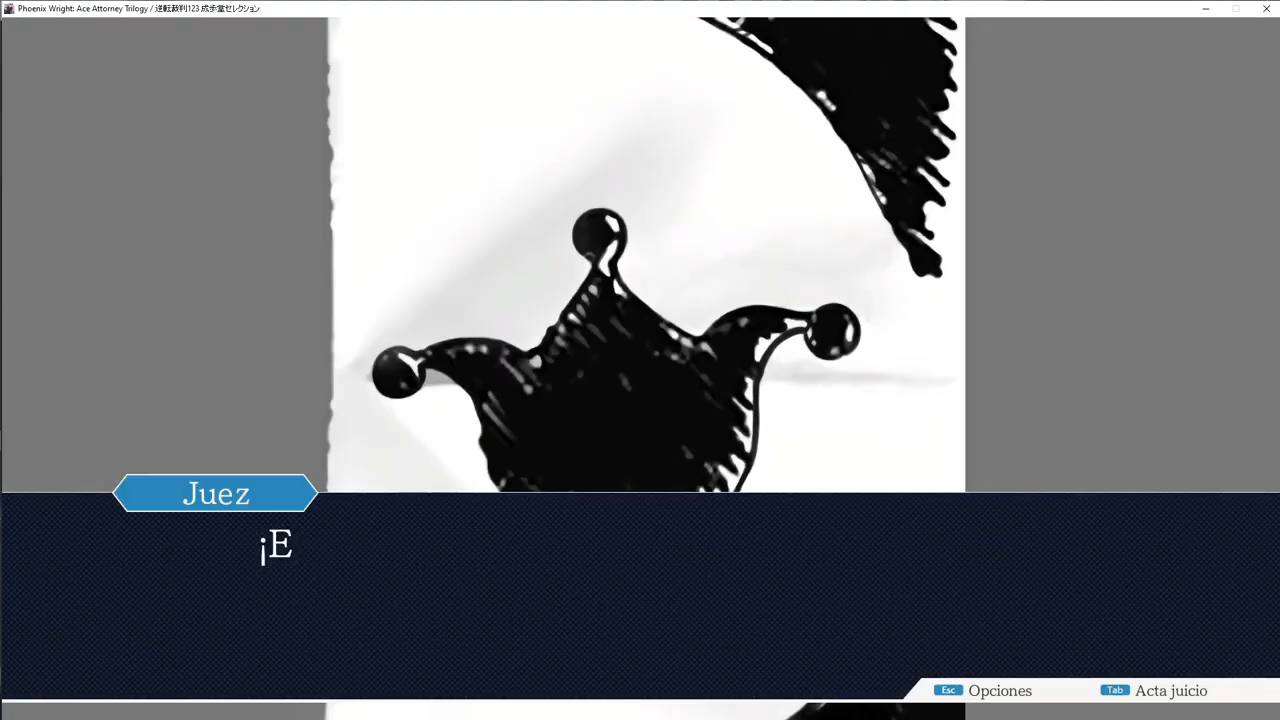 Phoenix Wright: Ace Attorney Trilogy / 逆転裁判123 成歩堂セレクション
Juez
¡E
Esc Opciones
Tab Acta juicio